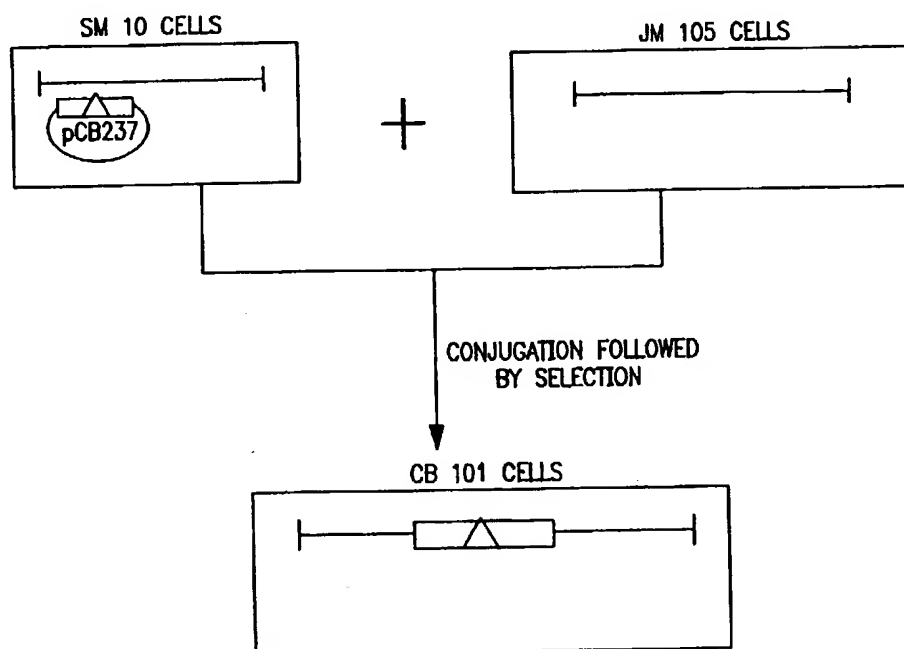 SM 10 CELLS
JM 105 CELLS
pCB237
CONJUGATION FOLLOWED
BY SELECTION
CB 101 CELLS